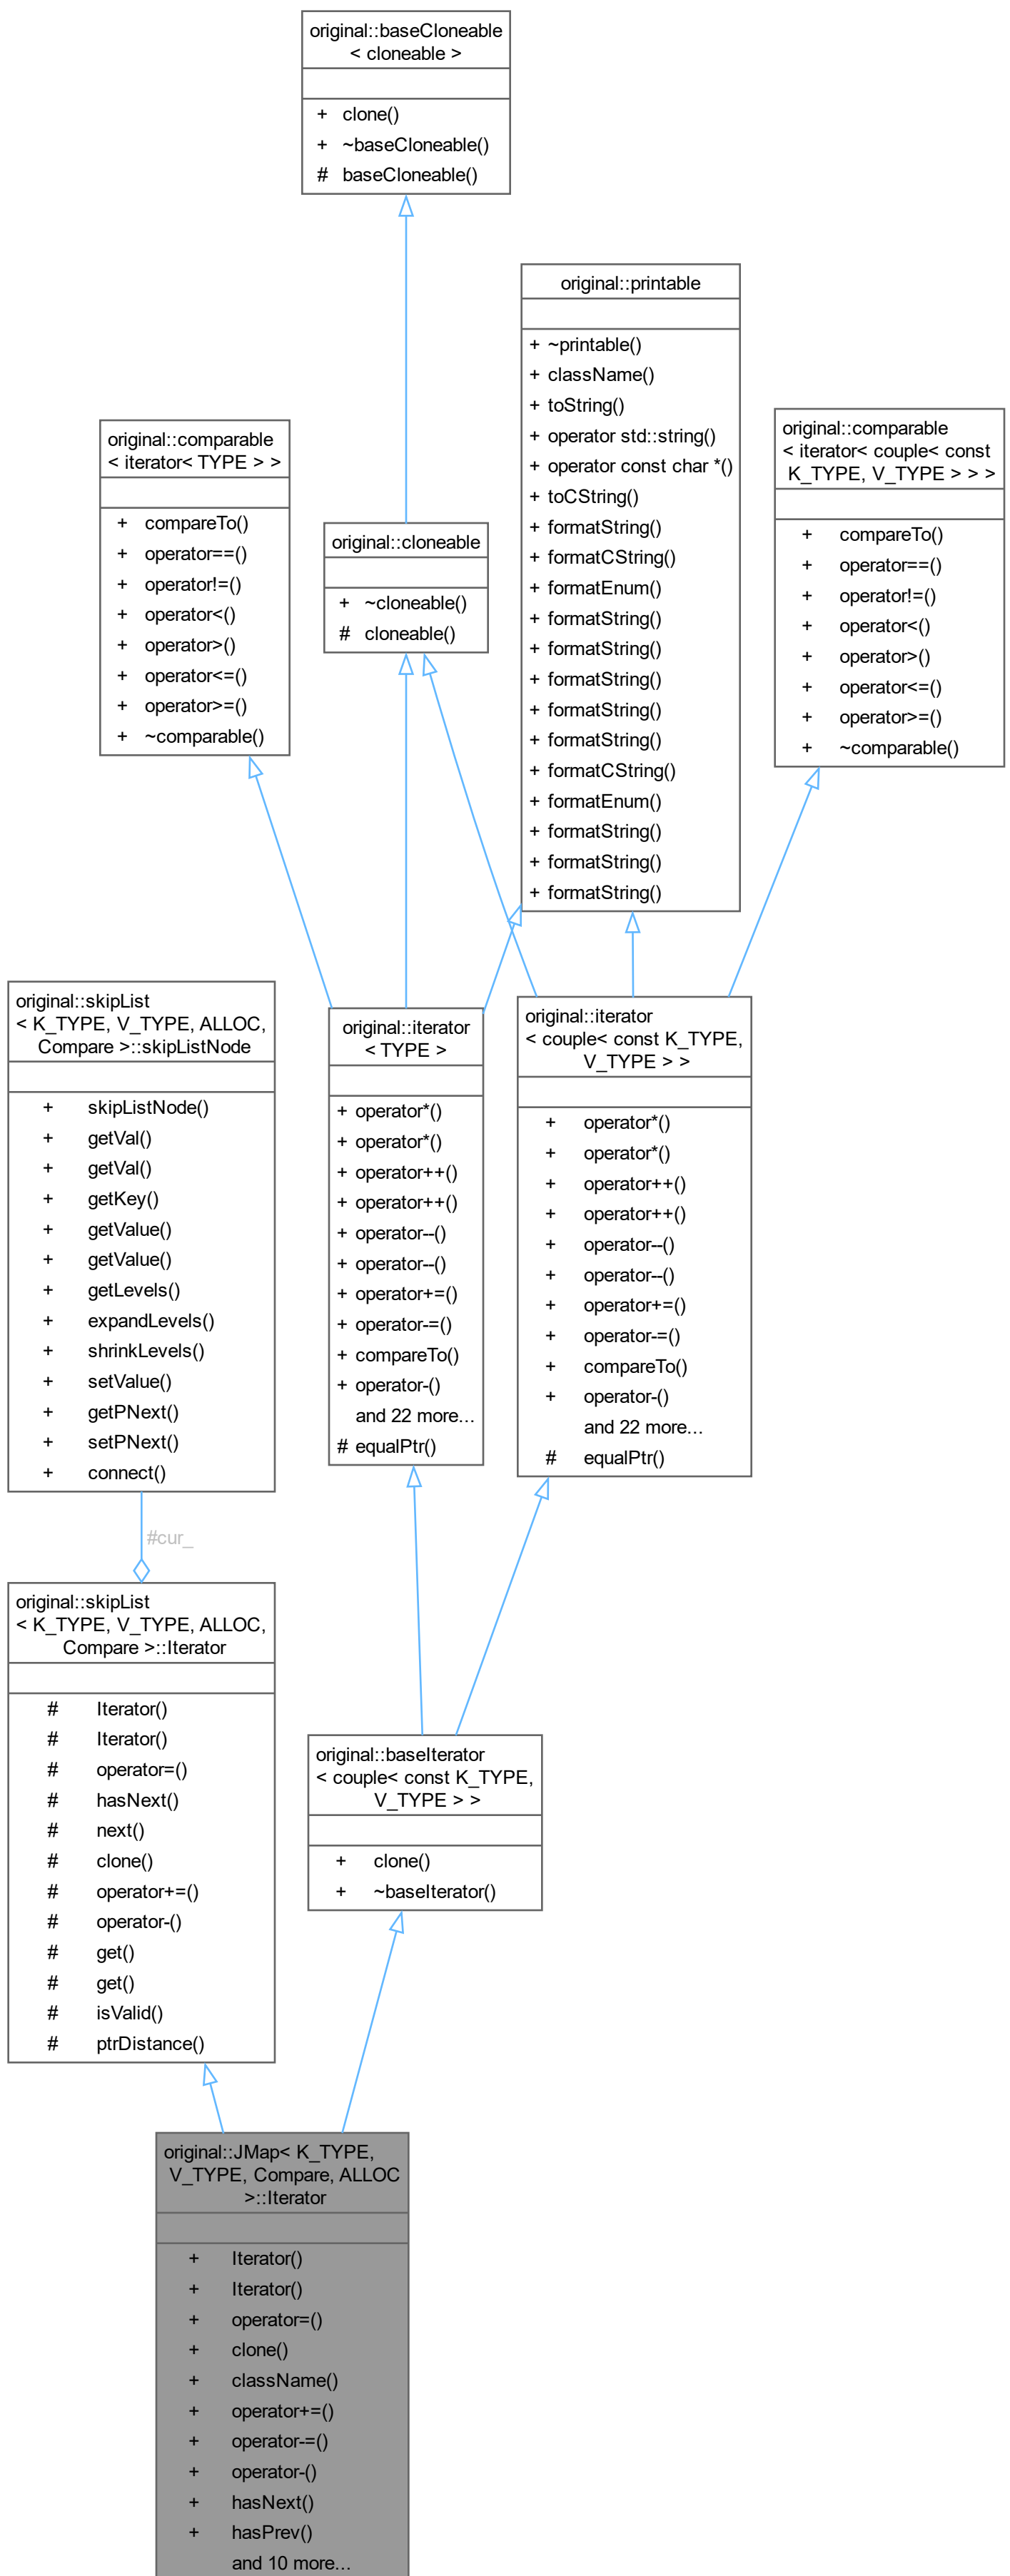 original::baseCloneable
< cloneable >
+ clone()
+ ~baseCloneable()
# baseCloneable()
original::printable
+ ~printable()
+ className()
+ toString()
+ operator std::string()
+ operator const char *()
+ toCString()
+ formatString()
+ formatCString()
+ formatEnum()
+ formatString()
+ formatString()
+ formatString()
+ formatString()
+ formatString()
+ formatCString()
+ formatEnum()
+ formatString()
+ formatString()
+ formatString()
original::comparable
< iterator< couple< const
K_TYPE, V_TYPE > > >
+ compareTo()
+ operator==()
+ operator!=()
+ operator<()
+ operator>()
+ operator<=()
+ operator>=()
+ ~comparable()
original::comparable
< iterator< TYPE > >
+ compareTo()
+ operator==()
+ operator!=()
+ operator<()
+ operator>()
+ operator<=()
+ operator>=()
+ ~comparable()
original::cloneable
+ ~cloneable()
# cloneable()
original::skipList
< K_TYPE, V_TYPE, ALLOC,
Compare >::skipListNode
+ skipListNode()
+ getVal()
+ getVal()
+ getKey()
+ getValue()
+ getValue()
+ getLevels()
+ expandLevels()
+ shrinkLevels()
+ setValue()
+ getPNext()
+ setPNext()
+ connect()
original::iterator
< TYPE >
+ operator*()
+ operator*()
+ operator++()
+ operator++()
+ operator--()
+ operator--()
+ operator+=()
+ operator-=()
+ compareTo()
+ operator-()
and 22 more...
# equalPtr()
original::iterator
< couple< const K_TYPE,
V_TYPE > >
+ operator*()
+ operator*()
+ operator++()
+ operator++()
+ operator--()
+ operator--()
+ operator+=()
+ operator-=()
+ compareTo()
+ operator-()
and 22 more...
# equalPtr()
#cur_
original::skipList
< K_TYPE, V_TYPE, ALLOC,
Compare >::Iterator
# Iterator()
# Iterator()
# operator=()
# hasNext()
# next()
# clone()
# operator+=()
# operator-()
# get()
# get()
# isValid()
# ptrDistance()
original::baseIterator
< couple< const K_TYPE,
V_TYPE > >
+ clone()
+ ~baseIterator()
original::JMap< K_TYPE,
V_TYPE, Compare, ALLOC
>::Iterator
+ Iterator()
+ Iterator()
+ operator=()
+ clone()
+ className()
+ operator+=()
+ operator-=()
+ operator-()
+ hasNext()
+ hasPrev()
and 10 more...